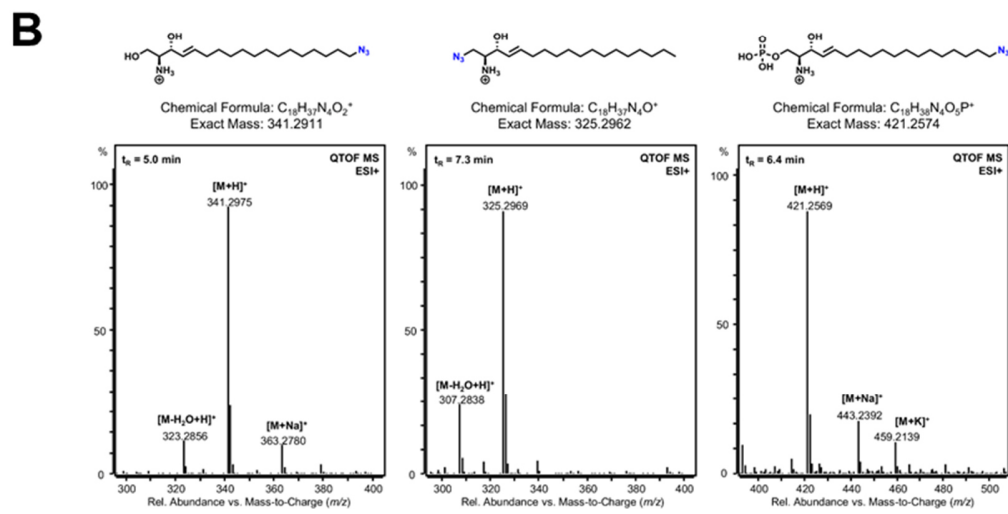 B
OH
HO
N₃
NH₃
⊕
Chemical Formula: C₁₈H₃₇N₄O₂⁺
Exact Mass: 341.2911
OH
N₃
NH₃
⊕
Chemical Formula: C₁₈H₃₇N₄O⁺
Exact Mass: 325.2962
O
OH
HO
P
O
N₃
OH
NH₃
⊕
Chemical Formula: C₁₈H₃₈N₄O₅P⁺
Exact Mass: 421.2574
%
tR = 5.0 min
QTOF MS
ESI+
100
[M+H]⁺
341.2975
50
[M-H₂O+H]⁺
323.2856
[M+Na]⁺
363.2780
0
300 320 340 360 380 400
Rel. Abundance vs. Mass-to-Charge (m/z)
%
tR = 7.3 min
QTOF MS
ESI+
100
[M+H]⁺
325.2969
50
[M-H₂O+H]⁺
307.2838
0
300 320 340 360 380 400
Rel. Abundance vs. Mass-to-Charge (m/z)
%
tR = 6.4 min
QTOF MS
ESI+
100
[M+H]⁺
421.2569
50
[M+Na]⁺
443.2392
[M+K]⁺
459.2139
0
400 420 440 460 480 500
Rel. Abundance vs. Mass-to-Charge (m/z)